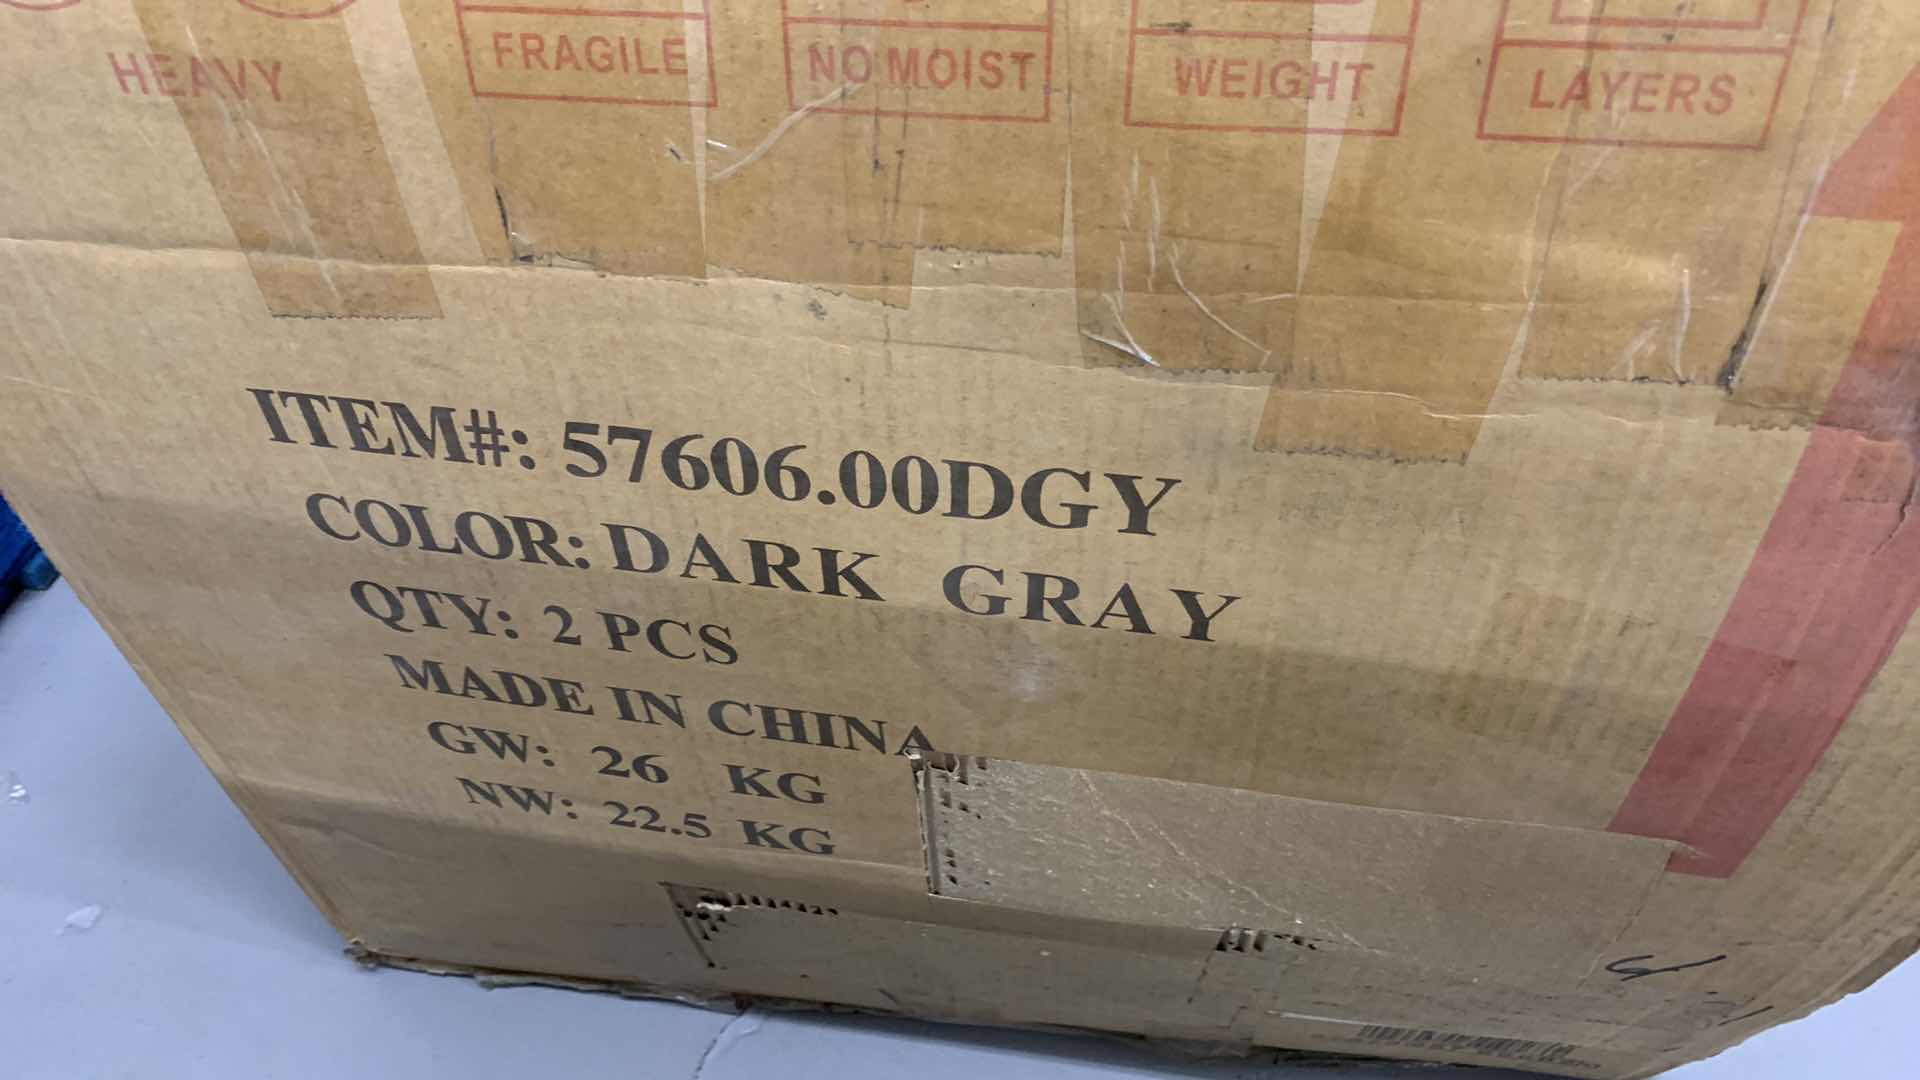 HEAVY
FRAGILE
NO MOIST
WEIGHT
LAYERS
ITEM#: 57606.00DGY
COLOR: DARK GRAY
QTY: 2 PCS
MADE IN CHINA
GW: 26 KG
NW: 22.5 KG